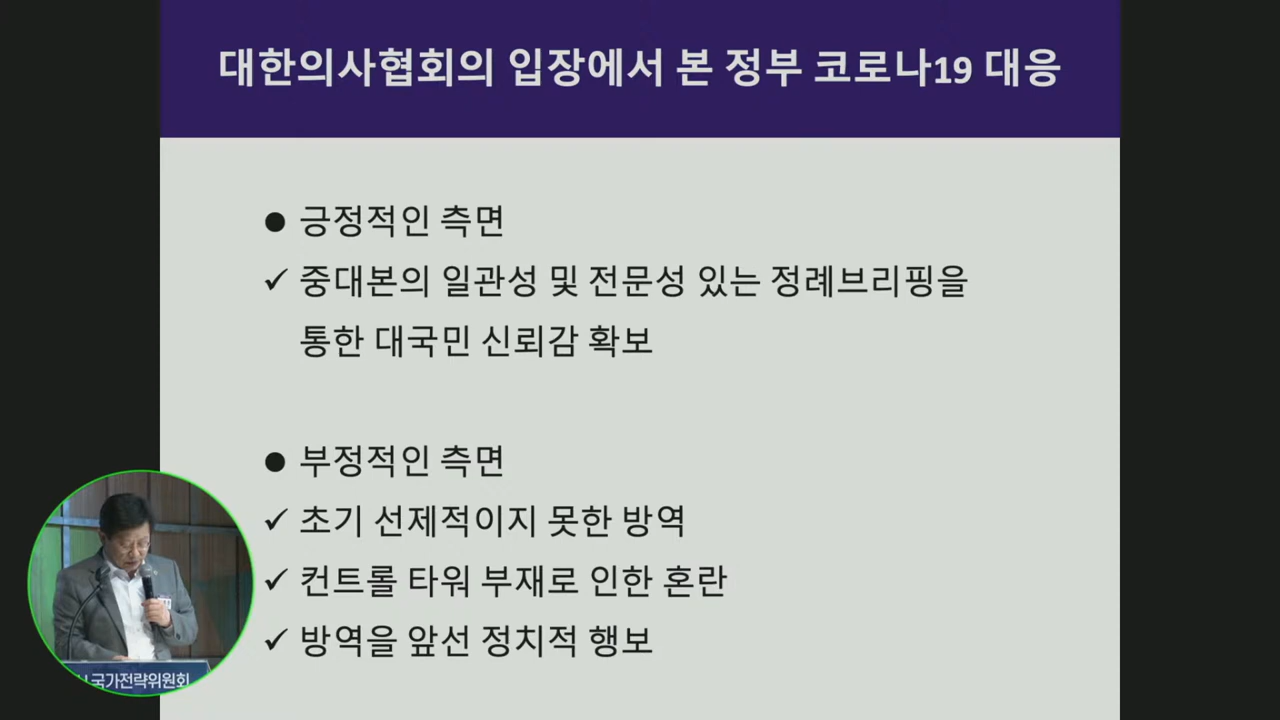 대한의사협회의 입장에서 본 정부 코로나19 대응
● 긍정적인 측면
✓ 중대본의 일관성 및 전문성 있는 정례브리핑을
통한 대국민 신뢰감 확보
● 부정적인 측면
✓ 초기 선제적이지 못한 방역
✓ 컨트롤 타워 부재로 인한 혼란
✓ 방역을 앞선 정치적 행보
국가전략위원회